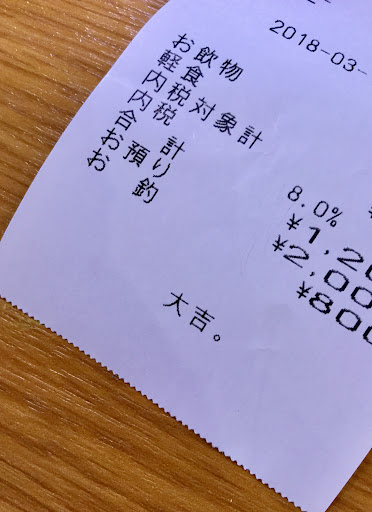 2018-03-
お飲物
軽食
内税対象計
内税 8.0%
合 計 ¥1,20
お預り ¥2,00
お 釣 ¥800
大吉。